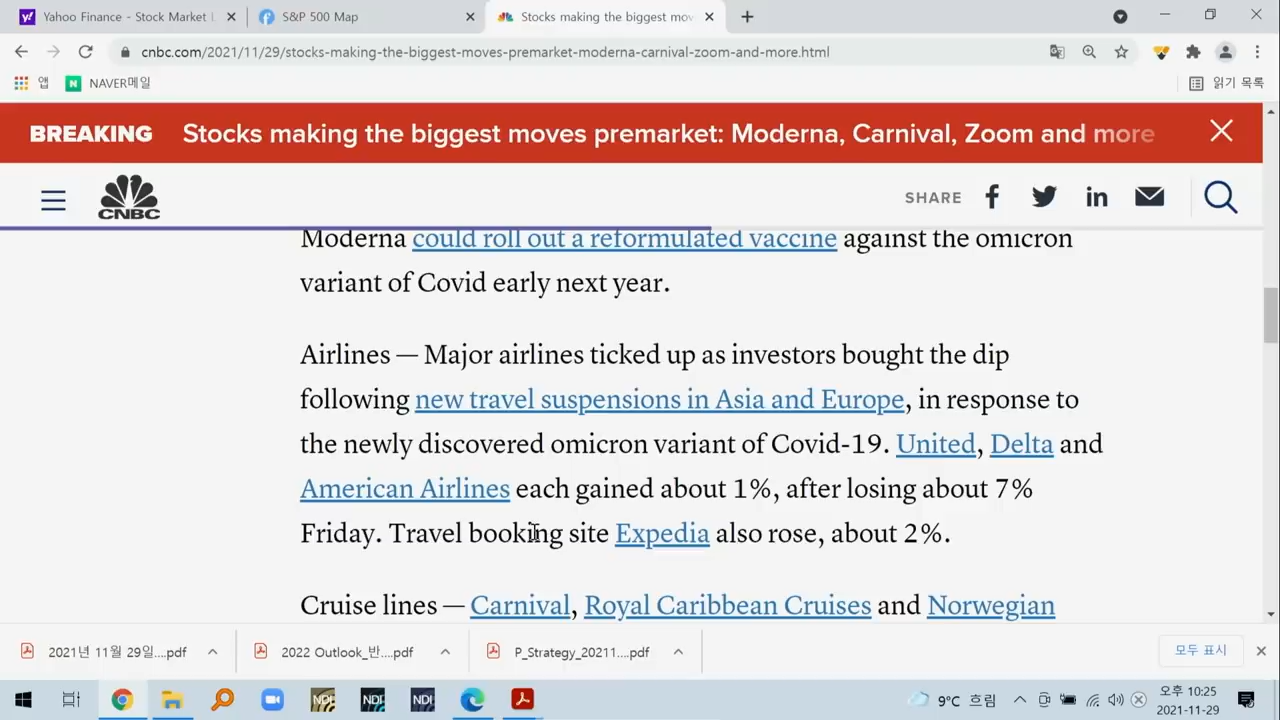 Yahoo Finance - Stock Market L
S&P 500 Map
Stocks making the biggest mov
cnbc.com/2021/11/29/stocks-making-the-biggest-moves-premarket-moderna-carnival-zoom-and-more.html
앱
NAVER메일
읽기 목록
BREAKING Stocks making the biggest moves premarket: Moderna, Carnival, Zoom and more
CNBC
SHARE
Moderna could roll out a reformulated vaccine against the omicron
variant of Covid early next year.
Airlines — Major airlines ticked up as investors bought the dip
following new travel suspensions in Asia and Europe, in response to
the newly discovered omicron variant of Covid-19. United, Delta and
American Airlines each gained about 1%, after losing about 7%
Friday. Travel booking site Expedia also rose, about 2%.
Cruise lines — Carnival, Royal Caribbean Cruises and Norwegian
2021년 11월 29일....pdf
2022 Outlook_반....pdf
P_Strategy_20211....pdf
모두 표시
9°C 흐림
오후 10:25
2021-11-29